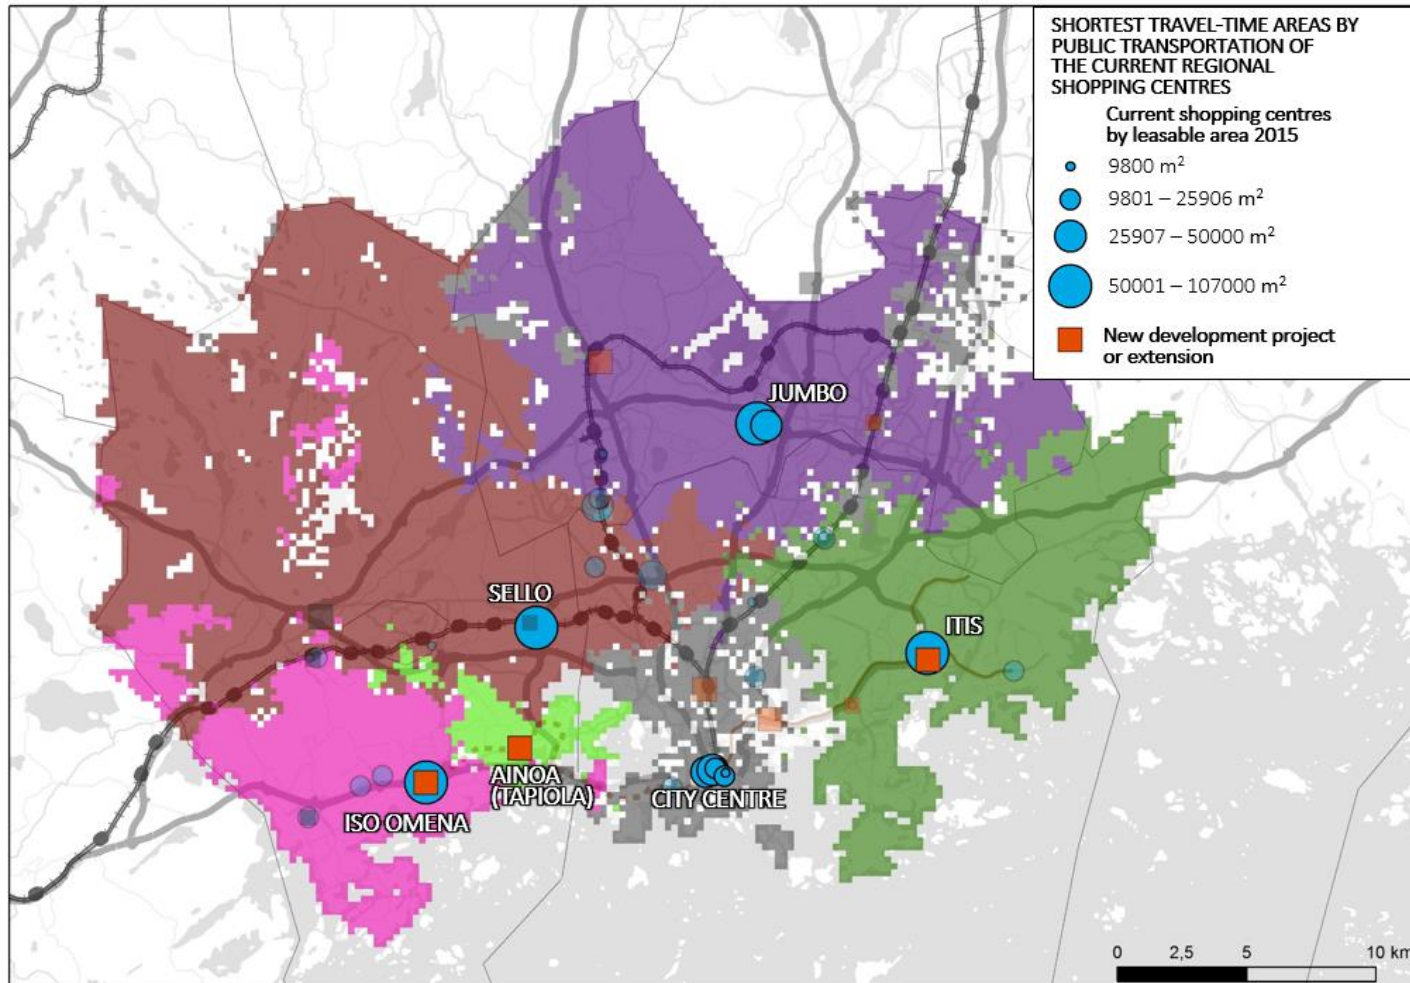 SHORTEST TRAVEL-TIME AREAS BY
PUBLIC TRANSPORTATION OF
THE CURRENT REGIONAL
SHOPPING CENTRES
Current shopping centres
by leasable area 2015
9800 m²
9801 – 25906 m²
25907 – 50000 m²
50001 – 107000 m²
New development project
or extension
JUMBO
SELLO
ITIS
AINOA
(TAPIOLA)
CITY CENTRE
ISO OMENA
0 2,5 5 10 km